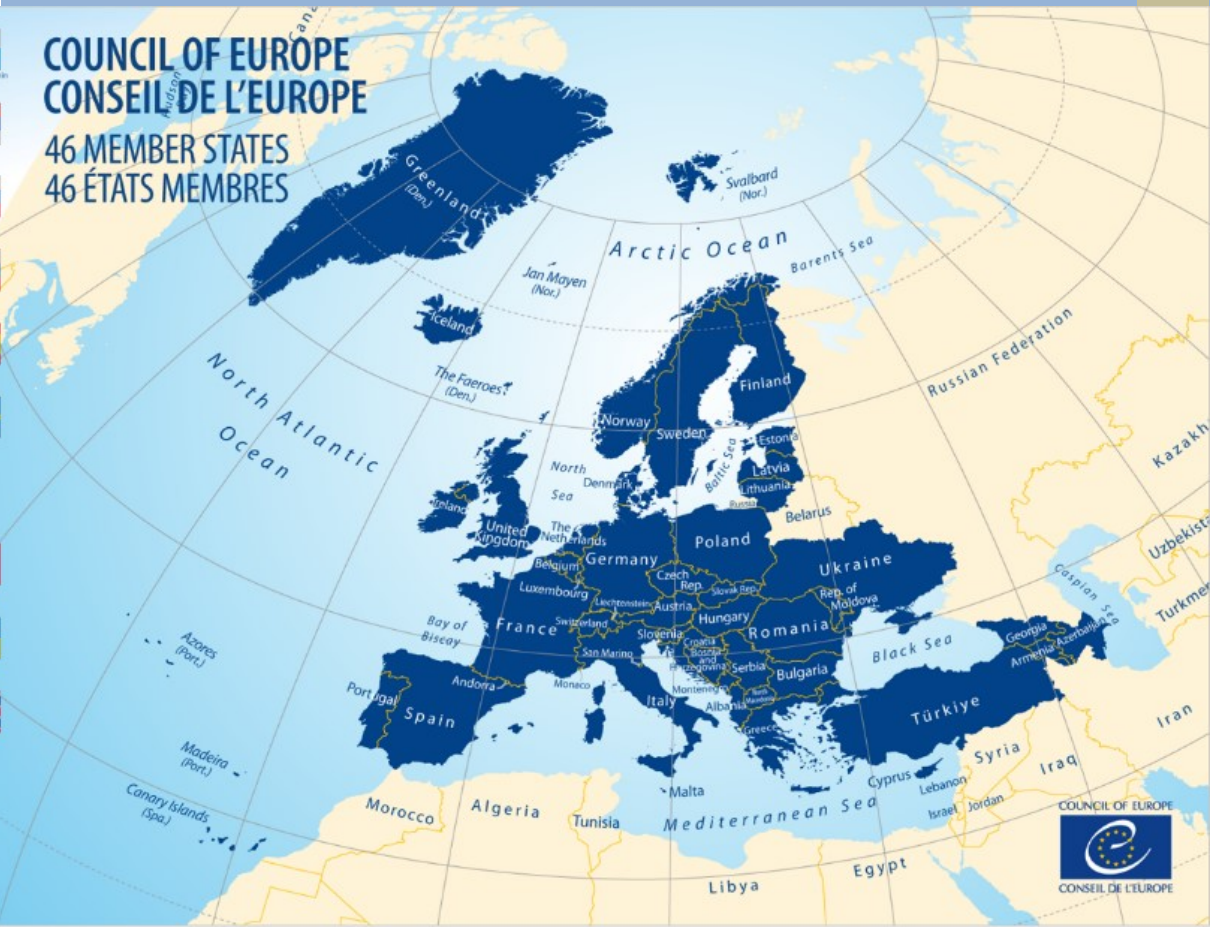 COUNCIL OF EUROPE
CONSEIL DE L'EUROPE
46 MEMBER STATES
46 ÉTATS MEMBRES
Hudson
Greenland
(Den.)
Svalbard
(Nor.)
Arctic Ocean
Barents Sea
Jan Mayen
(Nor.)
Iceland
The Faeroes
(Den.)
North Atlantic
Ocean
Russian Federation
Finland
Norway
Sweden
Estonia
Baltic Sea
Latvia
Lithuania
Russia
Belarus
Kazakh
North
Sea
Denmark
Ireland
United
Kingdom
The
Netherlands
Belgium
Germany
Poland
Ukraine
Uzbekista
Caspian Sea
Turkmen
Luxembourg
Czech
Rep.
Slovak Rep.
Rep. of
Moldova
Liechtenstein
Austria
Hungary
Bay of
Biscay
France
Switzerland
Slovenia
Croatia
Romania
Black Sea
Georgia
Azerbaijan
Armenia
San Marino
Bosnia
and
Herzegovina
Serbia
Bulgaria
Azores
(Port.)
Portugal
Spain
Andorra
Monaco
Italy
Monteneg
Albania
North
Macedonia
Greece
Türkiye
Iran
Madeira
(Port.)
Syria
Iraq
Cyprus
Lebanon
Israel
Jordan
Malta
Mediterranean Sea
Canary Islands
(Spa.)
Morocco
Algeria
Tunisia
Libya
Egypt
COUNCIL OF EUROPE
CONSEIL DE L'EUROPE